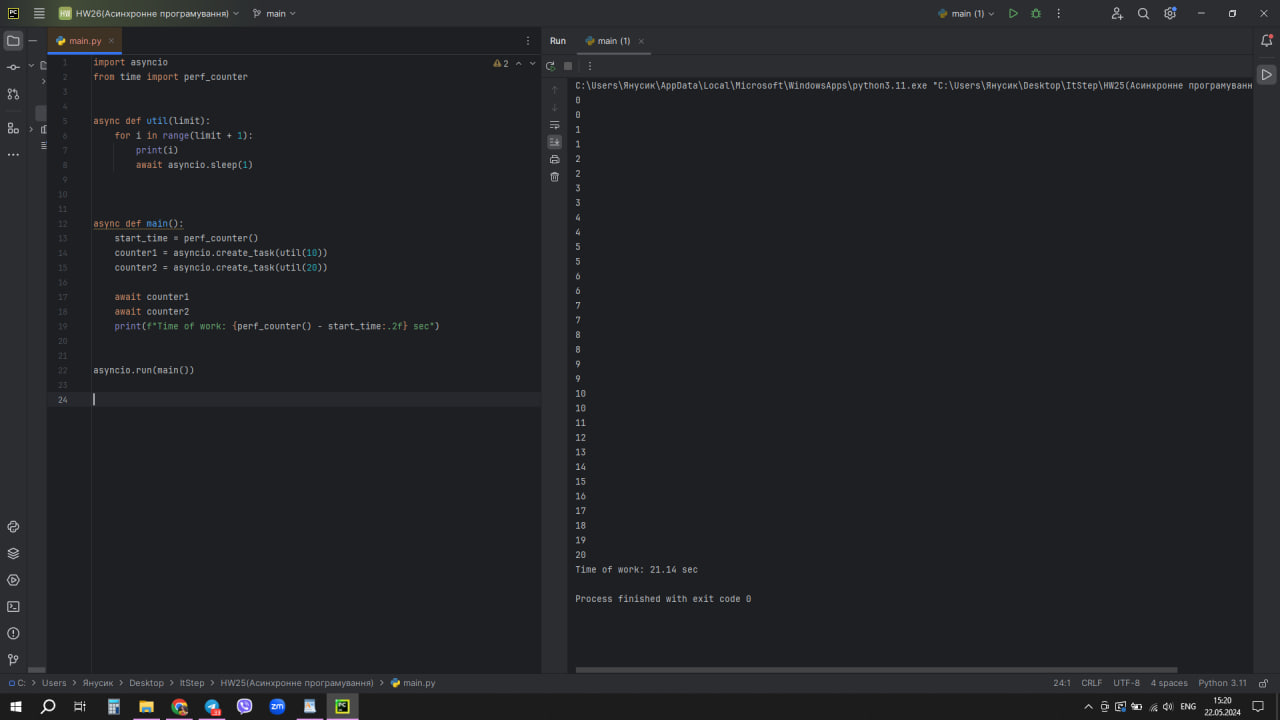 PC
HW HW26(Асинхронне програмування)
main
main (1)
main.py
Run
main (1)
2
1 import asyncio
2 from time import perf_counter
3
4
5 async def util(limit):
6 for i in range(limit + 1):
7 print(i)
8 await asyncio.sleep(1)
9
10
11
12 async def main():
13 start_time = perf_counter()
14 counter1 = asyncio.create_task(util(10))
15 counter2 = asyncio.create_task(util(20))
16
17 await counter1
18 await counter2
19 print(f"Time of work: {perf_counter() - start_time:.2f} sec")
20
21
22 asyncio.run(main())
23
24
C:\Users\Янусик\AppData\Local\Microsoft\WindowsApps\python3.11.exe "C:\Users\Янусик\Desktop\ItStep\HW25(Асинхронне програмуванн
0
0
1
1
2
2
3
3
4
4
5
5
6
6
7
7
8
8
9
9
10
10
11
12
13
14
15
16
17
18
19
20
Time of work: 21.14 sec
Process finished with exit code 0
C: Users Янусик Desktop ItStep HW25(Асинхронне програмування) main.py
24:1 CRLF UTF-8 4 spaces Python 3.11
zm
PC
ENG
15:20
22.05.2024